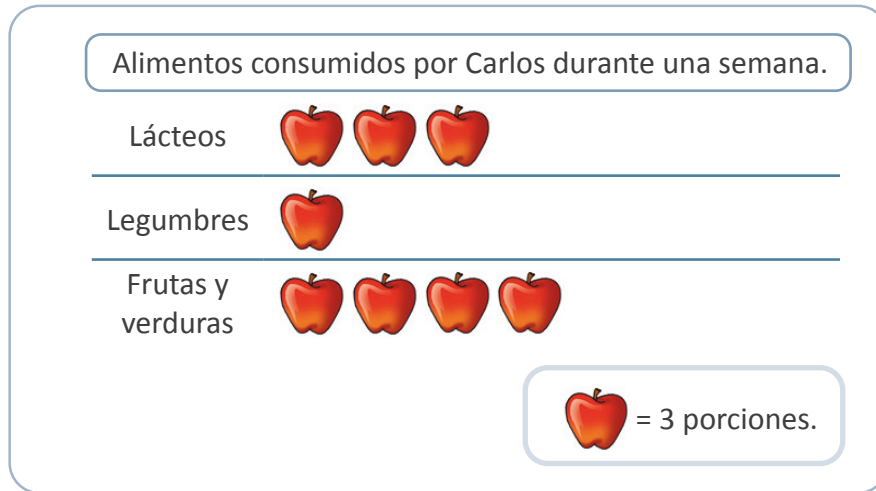 Alimentos consumidos por Carlos durante una semana.
Lácteos
Legumbres
Frutas y
verduras
= 3 porciones.